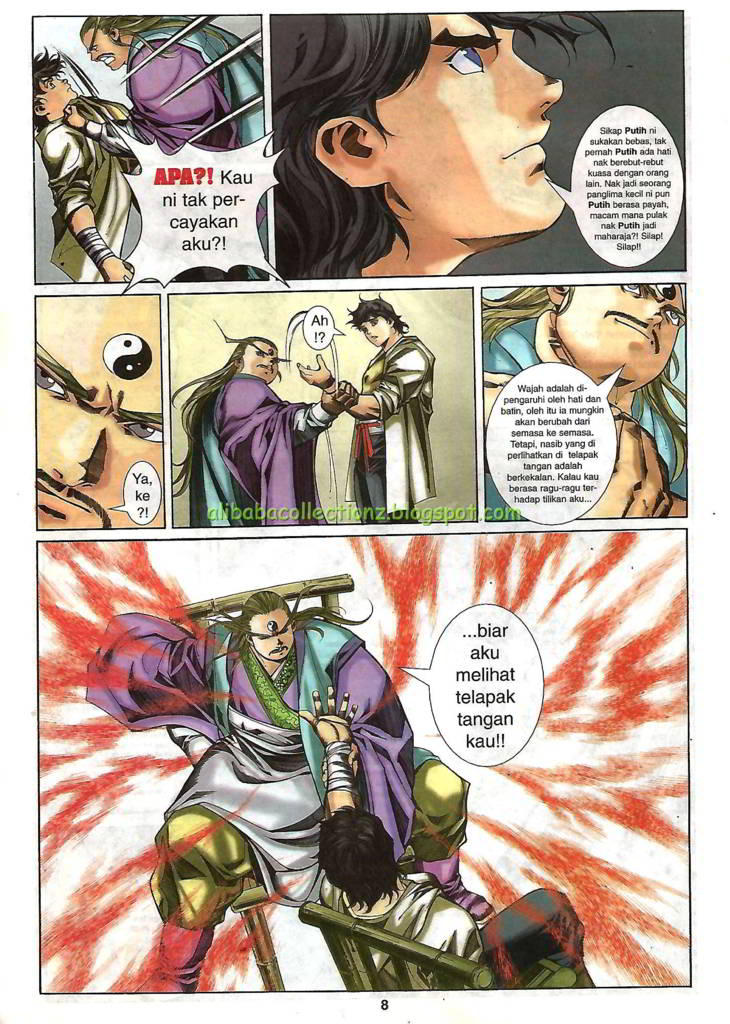 APA?! Kau
ni tak per-
cayakan
aku?!
Sikap Putih ni
sukakan bebas, tak
pernah Putih ada hati
nak berebut-rebut
kuasa dengan orang
lain. Nak jadi seorang
panglima kecil ni pun
Putih berasa payah,
macam mana pulak
nak Putih jadi
maharaja?! Silap!
Silap!!
Ya,
ke
?!
Ah
!?
Wajah adalah di-
pengaruhi oleh hati dan
batin, oleh itu ia mungkin
akan berubah dari
semasa ke semasa.
Tetapi, nasib yang di-
perlihatkan di telapak
tangan adalah
berkekalan. Kalau kau
berasa ragu-ragu ter-
hadap tilikan aku...
alibabacollectionz.blogspot.com
...biar
aku
melihat
telapak
tangan
kau!!
8